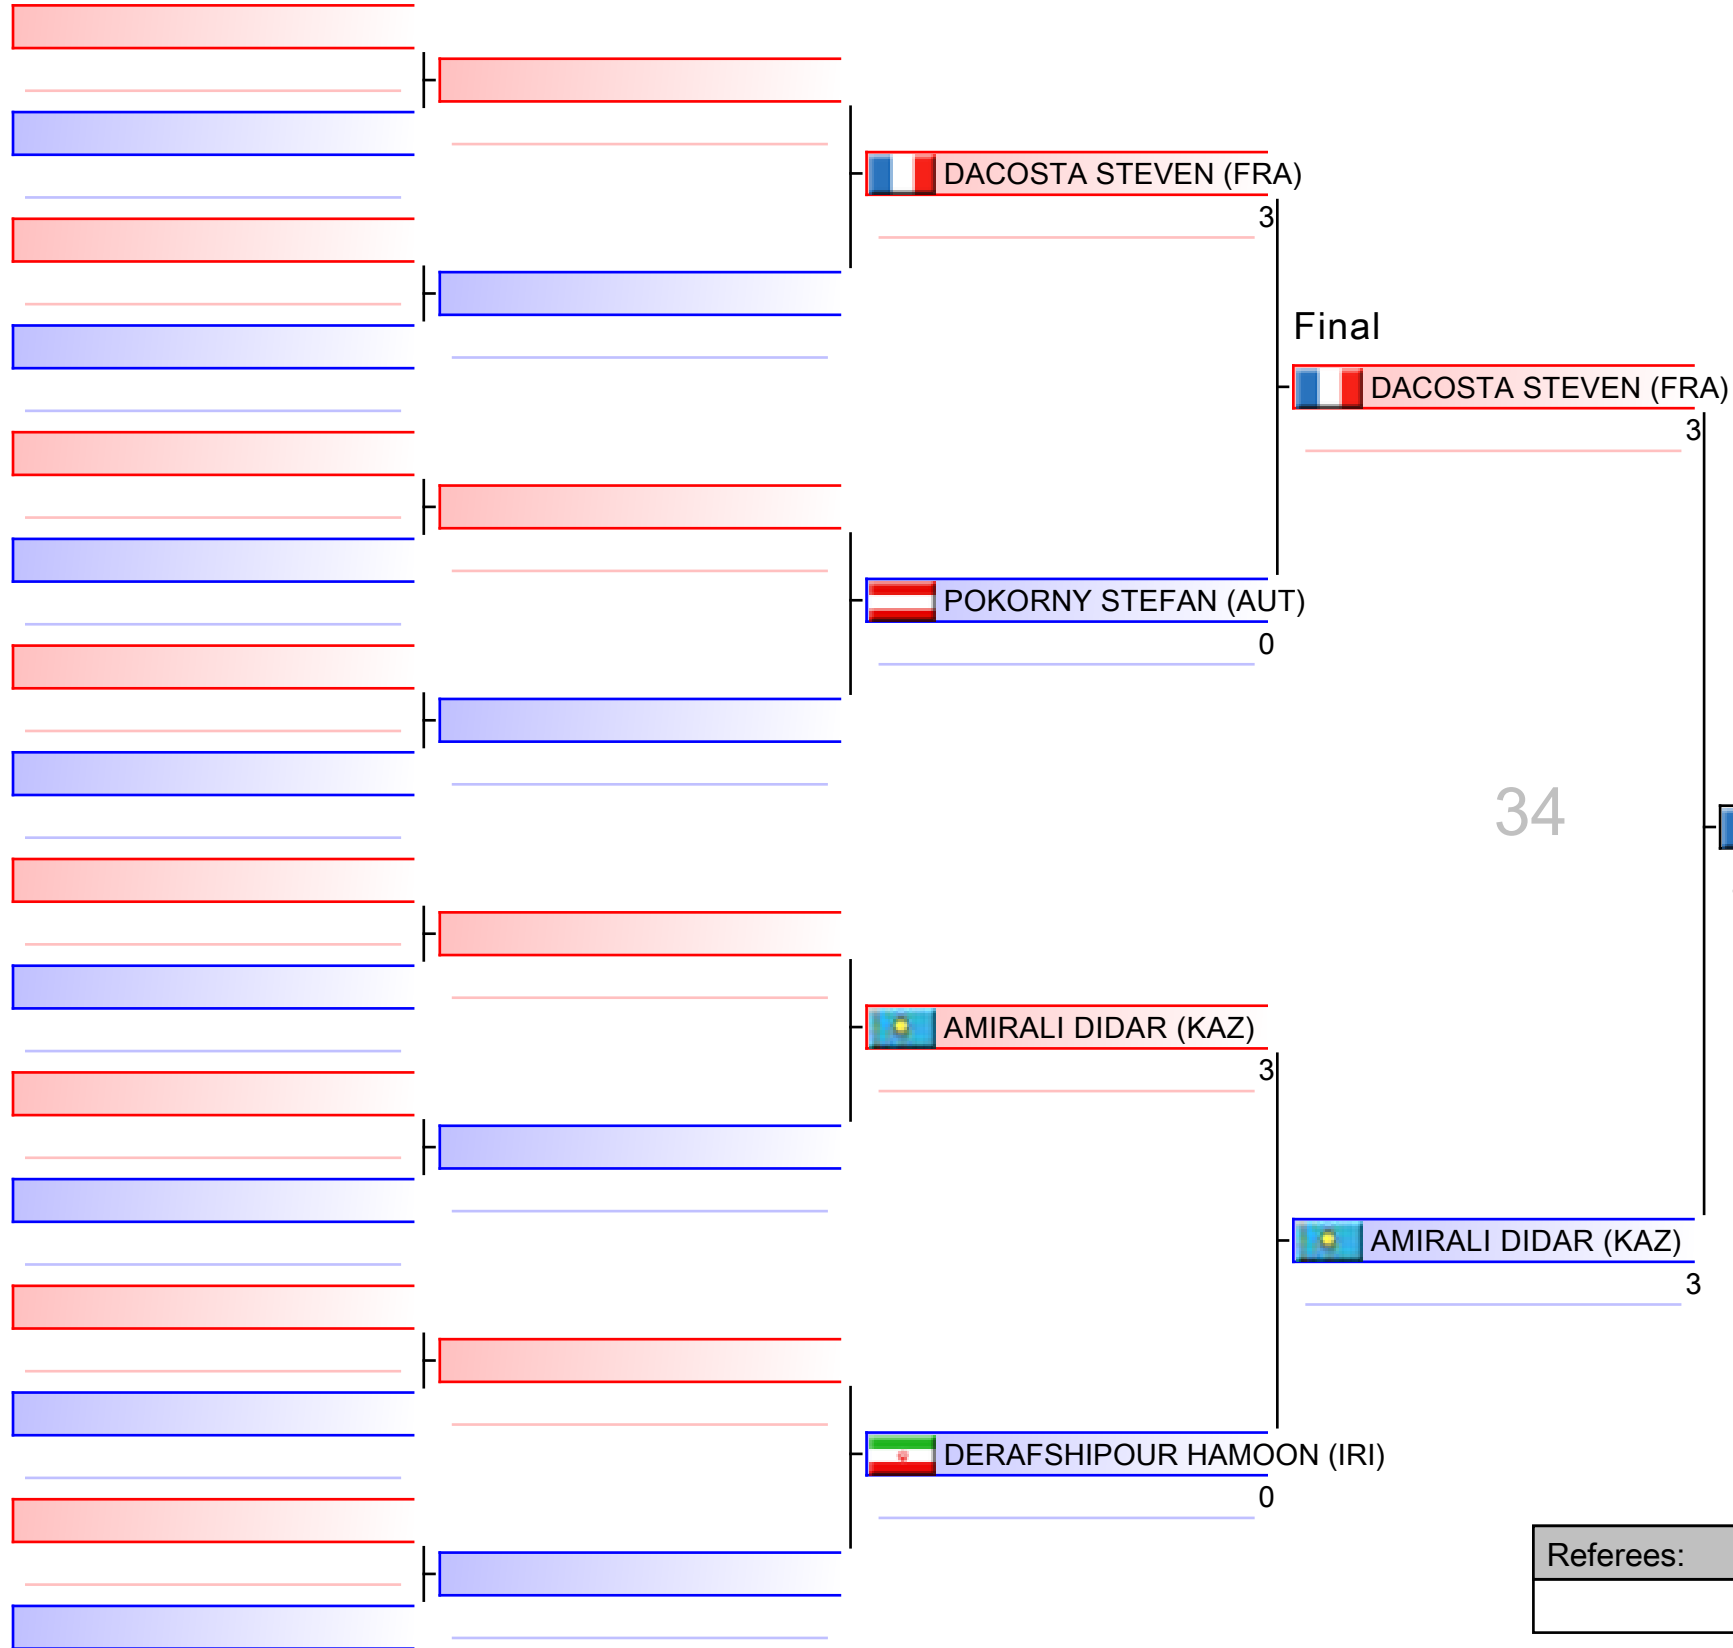 DACOSTA STEVEN (FRA)
3
Final
DACOSTA STEVEN (FRA)
3
POKORNY STEFAN (AUT)
0
34
AMIRALI DIDAR (KAZ)
3
AMIRALI DIDAR (KAZ)
3
DERAFSHIPOUR HAMOON (IRI)
0
Referees: